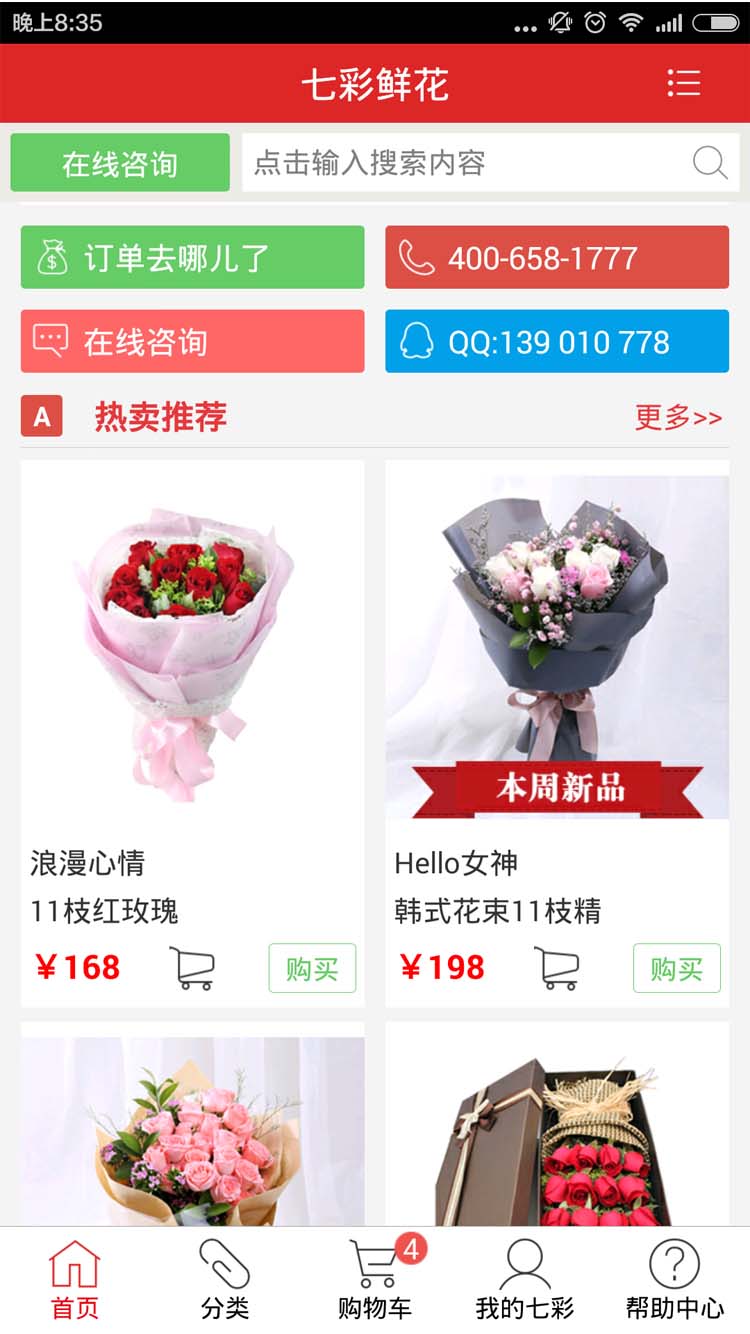 晚上8:35
七彩鲜花
在线咨询
点击输入搜索内容
订单去哪儿了
400-658-1777
在线咨询
QQ:139 010 778
A 热卖推荐 更多>>
本周新品
浪漫心情
11枝红玫瑰
￥168 购买
Hello女神
韩式花束11枝精
￥198 购买
4
首页
分类
购物车
我的七彩
帮助中心